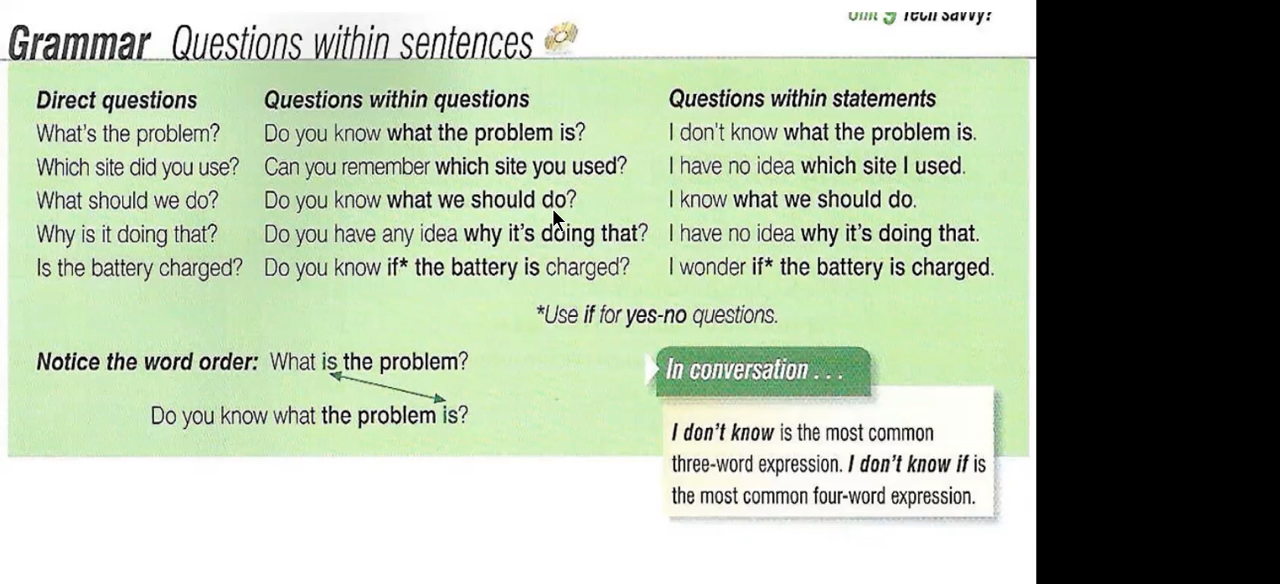 Unit 9 Tech savvy?
Grammar Questions within sentences
Direct questions Questions within questions Questions within statements
What's the problem? Do you know what the problem is? I don't know what the problem is.
Which site did you use? Can you remember which site you used? I have no idea which site I used.
What should we do? Do you know what we should do? I know what we should do.
Why is it doing that? Do you have any idea why it's doing that? I have no idea why it's doing that.
Is the battery charged? Do you know if* the battery is charged? I wonder if* the battery is charged.
*Use if for yes-no questions.
Notice the word order: What is the problem?
Do you know what the problem is?
In conversation . . .
I don't know is the most common
three-word expression. I don't know if is
the most common four-word expression.